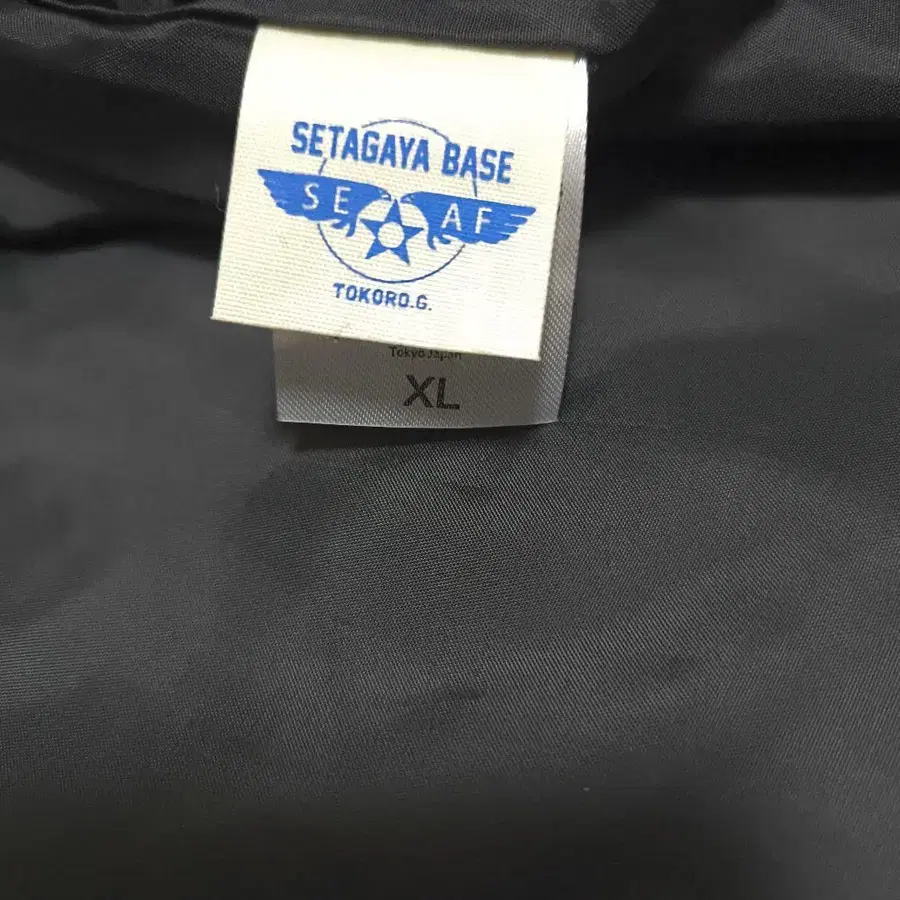 SETAGAYA BASE
SE AF
TOKORO.G.
Tokyo Japan
XL